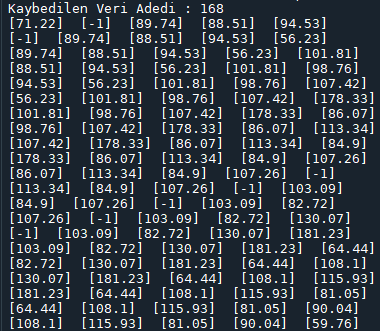 Kaybedilen Veri Adedi : 168
[71.22] [-1] [89.74] [88.51] [94.53]
[-1] [89.74] [88.51] [94.53] [56.23]
[89.74] [88.51] [94.53] [56.23] [101.81]
[88.51] [94.53] [56.23] [101.81] [98.76]
[94.53] [56.23] [101.81] [98.76] [107.42]
[56.23] [101.81] [98.76] [107.42] [178.33]
[101.81] [98.76] [107.42] [178.33] [86.07]
[98.76] [107.42] [178.33] [86.07] [113.34]
[107.42] [178.33] [86.07] [113.34] [84.9]
[178.33] [86.07] [113.34] [84.9] [107.26]
[86.07] [113.34] [84.9] [107.26] [-1]
[113.34] [84.9] [107.26] [-1] [103.09]
[84.9] [107.26] [-1] [103.09] [82.72]
[107.26] [-1] [103.09] [82.72] [130.07]
[-1] [103.09] [82.72] [130.07] [181.23]
[103.09] [82.72] [130.07] [181.23] [64.44]
[82.72] [130.07] [181.23] [64.44] [108.1]
[130.07] [181.23] [64.44] [108.1] [115.93]
[181.23] [64.44] [108.1] [115.93] [81.05]
[64.44] [108.1] [115.93] [81.05] [90.04]
[108.1] [115.93] [81.05] [90.04] [59.76]